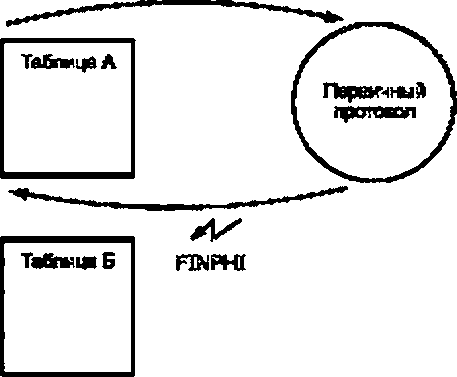 Таблица А
Первичный
протокол
Таблица Б
FINPHI